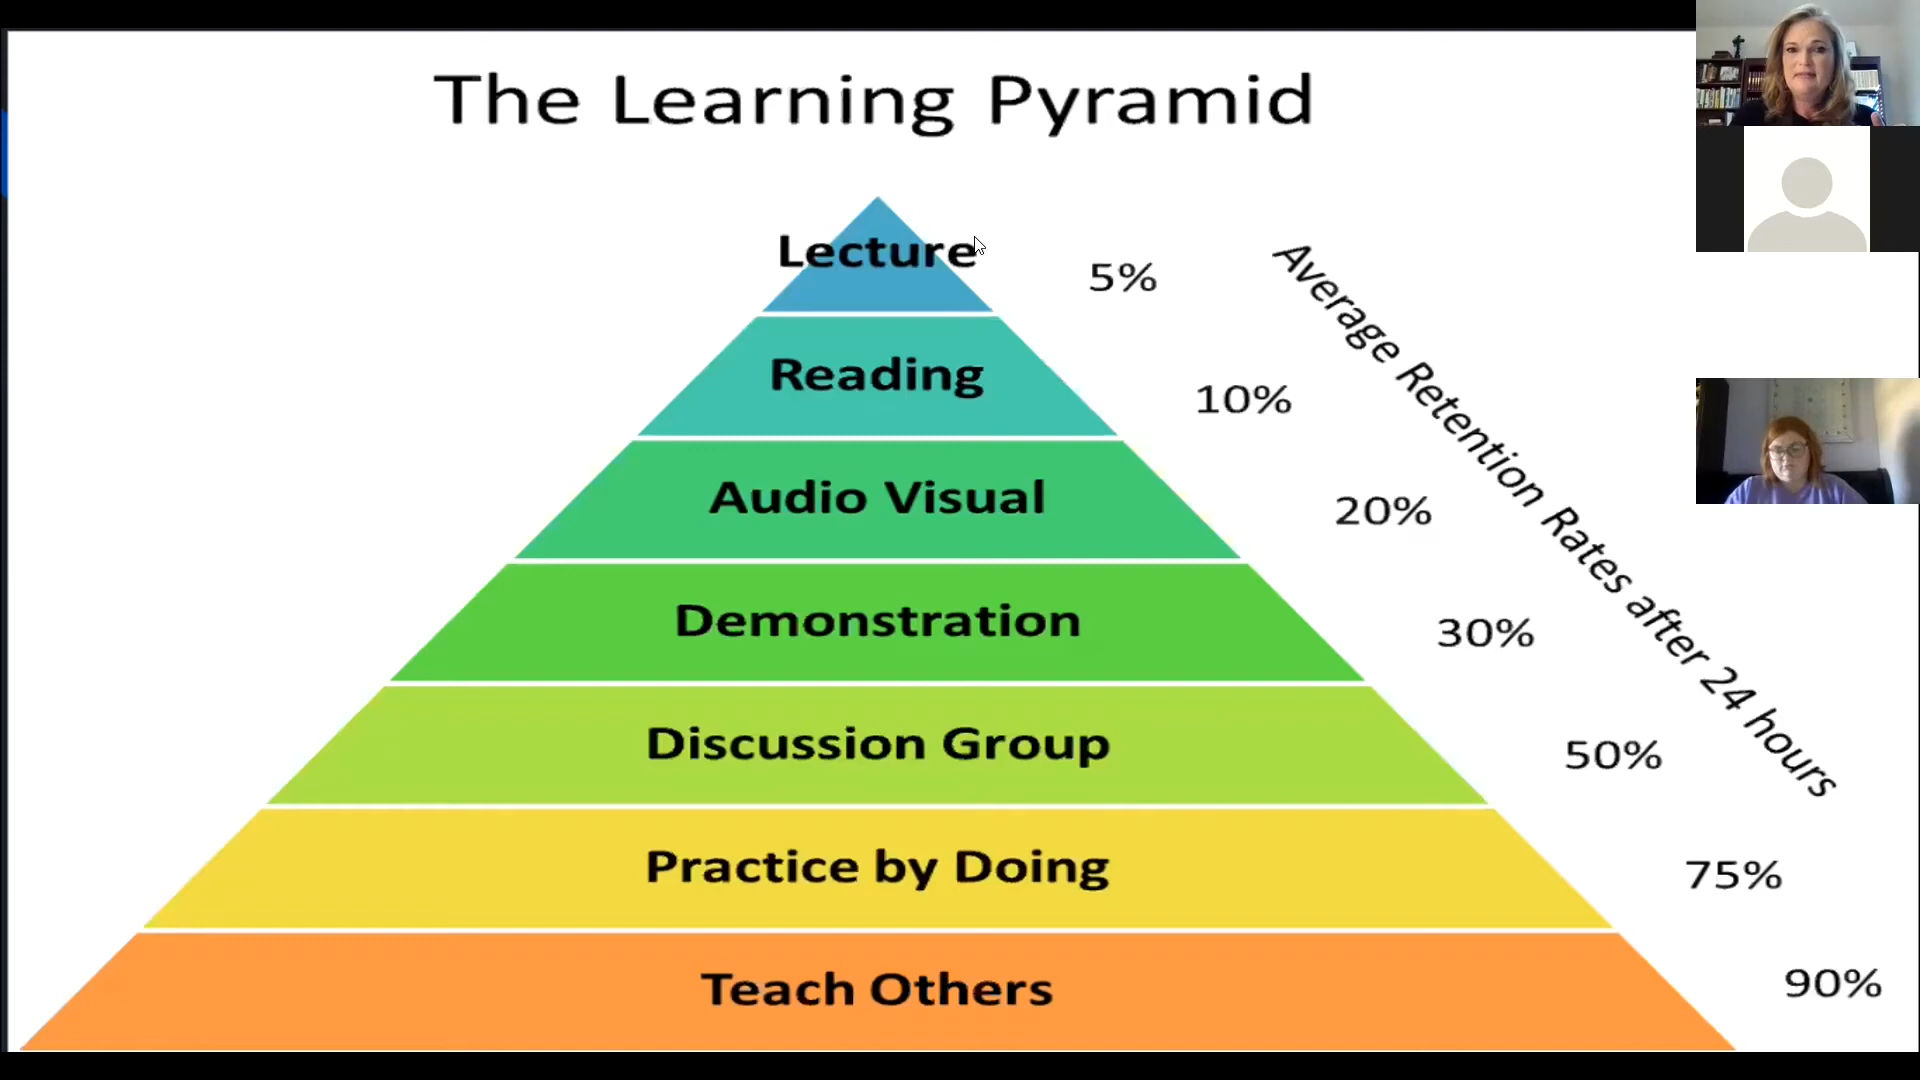 The Learning Pyramid
Lecture
5%
Reading
10%
Audio Visual
20%
Demonstration
30%
Discussion Group
50%
Practice by Doing
75%
Teach Others
90%
Average Retention Rates after 24 hours